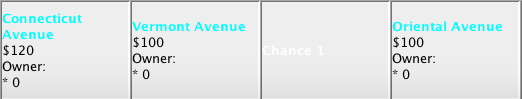 Connecticut
Avenue
$120
Owner:
* 0
Vermont Avenue
$100
Owner:
* 0
Chance 1
Oriental Avenue
$100
Owner:
* 0